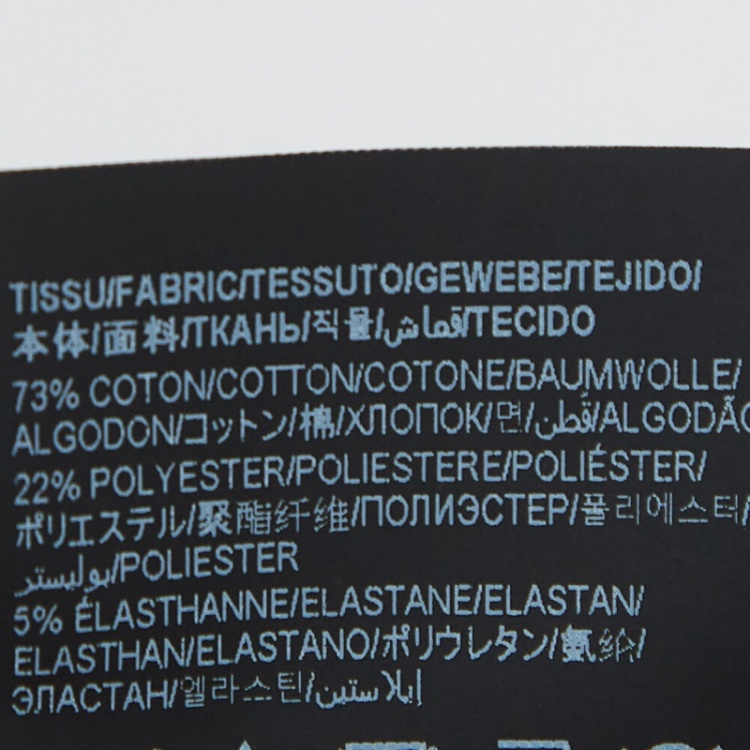 TISSU/FABRIC/TESSUTO/GEWEBE/TEJIDO/
本体/面料/ТКАНЬ/직물/قماش/TECIDO
73% COTON/COTTON/COTONE/BAUMWOLLE/
ALGODON/コットン/棉/ХЛОПОК/면/قطن/ALGODÃO
22% POLYESTER/POLIESTERE/POLIÉSTER/
ポリエステル/聚酯纤维/ПОЛИЭСТЕР/폴리에스터/
بوليستر/POLIESTER
5% ÉLASTHANNE/ELASTANE/ELASTAN/
ELASTHAN/ELASTANO/ポリウレタン/氨纶/
ЭЛАСТАН/엘라스틴/إيلاستين